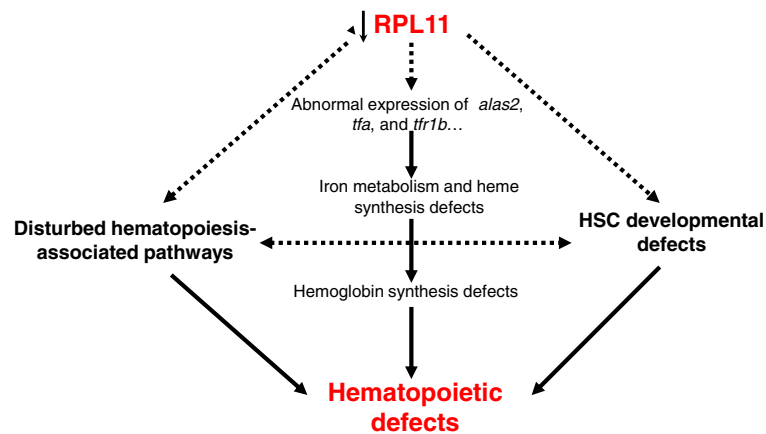 RPL11
Abnormal expression of alas2,
tfa, and tfr1b…
Iron metabolism and heme
synthesis defects
Disturbed hematopoiesis-
associated pathways
HSC developmental
defects
Hemoglobin synthesis defects
Hematopoietic
defects